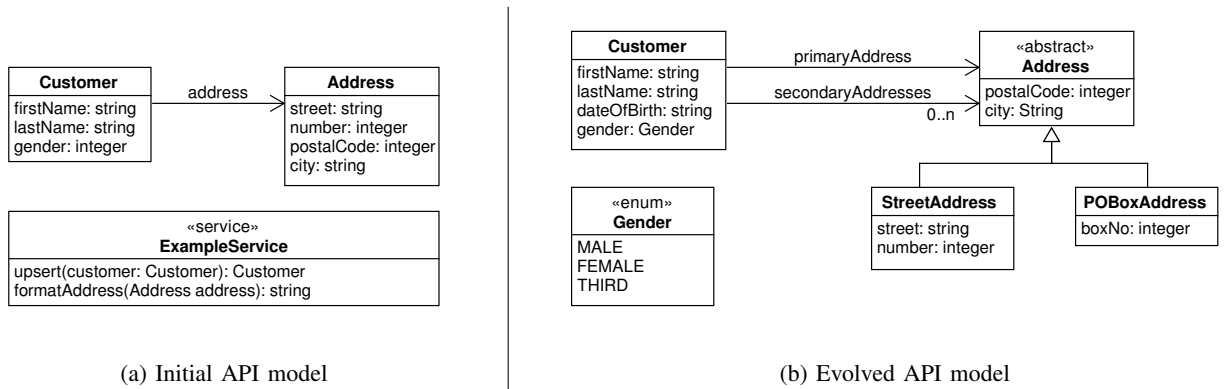 Customer
firstName: string
lastName: string
gender: integer
address
Address
street: string
number: integer
postalCode: integer
city: string
«service»
ExampleService
upsert(customer: Customer): Customer
formatAddress(Address address): string
(a) Initial API model
Customer
firstName: string
lastName: string
dateOfBirth: string
gender: Gender
primaryAddress
secondaryAddresses
0..n
«abstract»
Address
postalCode: integer
city: String
«enum»
Gender
MALE
FEMALE
THIRD
StreetAddress
street: string
number: integer
POBoxAddress
boxNo: integer
(b) Evolved API model